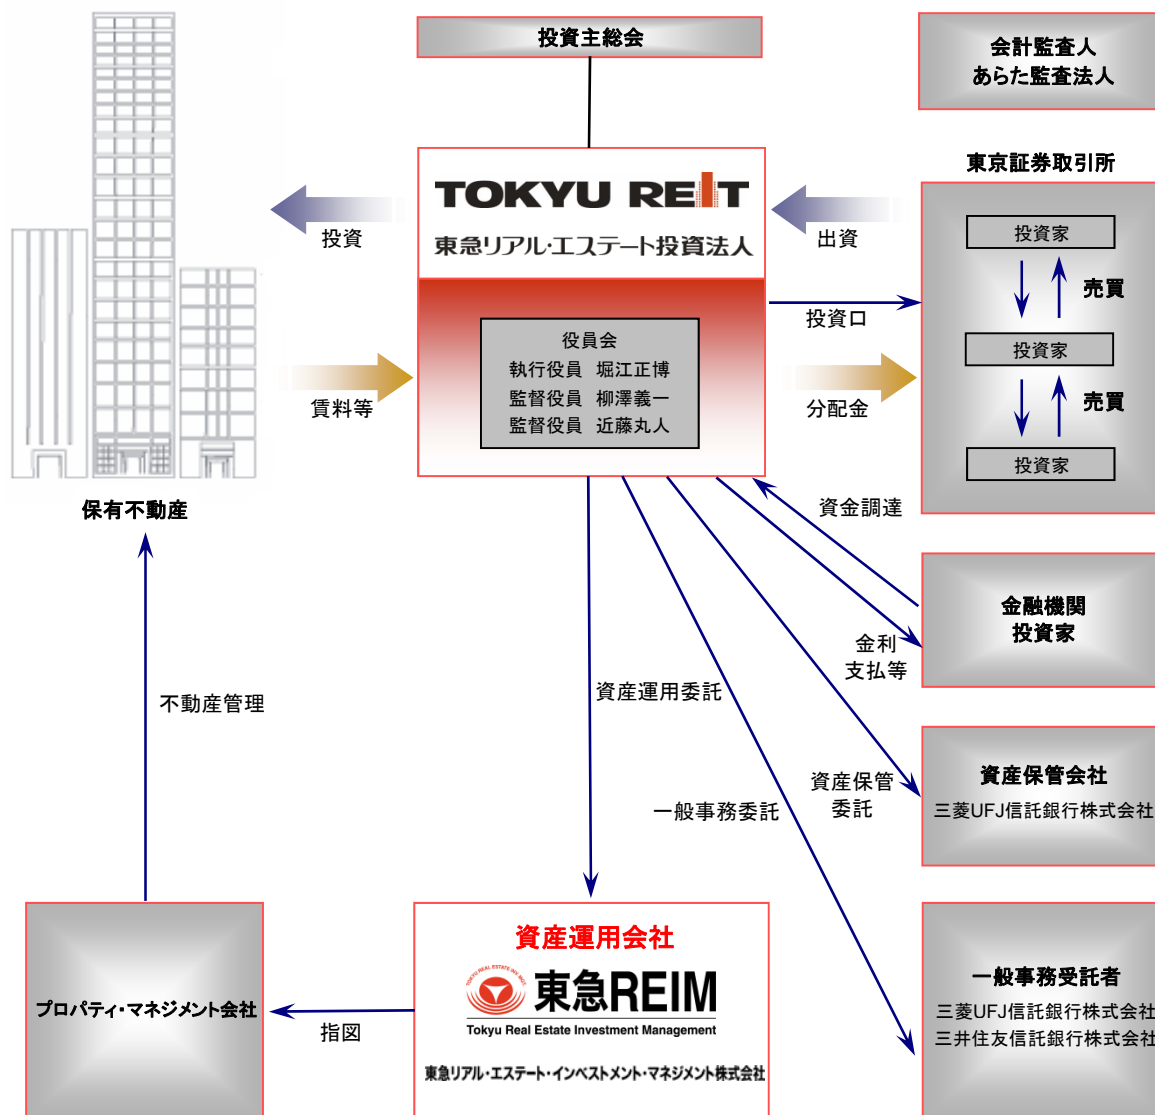 投資主総会
会計監査人
あらた監査法人
TOKYU REIT
東急リアル・エステート投資法人
投資
出資
東京証券取引所
投資家
売買
投資家
売買
投資家
投資口
役員会
執行役員 堀江正博
監督役員 柳澤義一
監督役員 近藤丸人
賃料等
分配金
保有不動産
資金調達
金融機関
投資家
金利
支払等
不動産管理
資産運用委託
資産保管
委託
一般事務委託
資産保管会社
三菱UFJ信託銀行株式会社
プロパティ・マネジメント会社
指図
資産運用会社
TOKYU REAL ESTATE INV. MGT.
東急REIM
Tokyu Real Estate Investment Management
東急リアル・エステート・インベストメント・マネジメント株式会社
一般事務受託者
三菱UFJ信託銀行株式会社
三井住友信託銀行株式会社